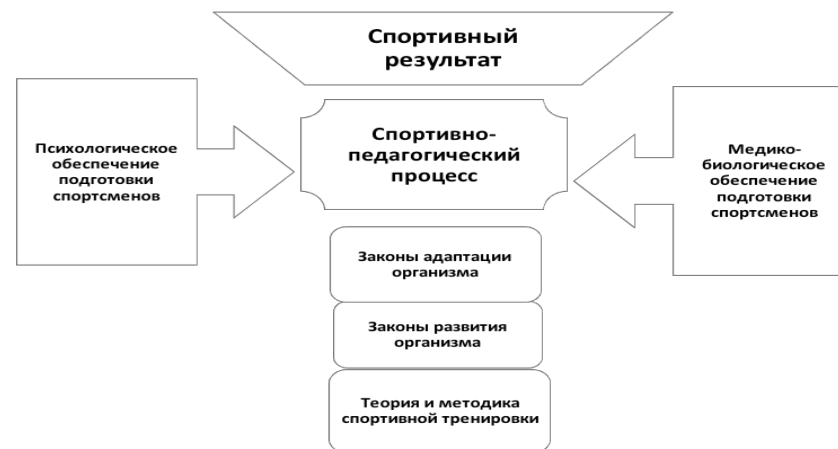 Спортивный
результат
Психологическое
обеспечение
подготовки
спортсменов
Спортивно-
педагогический
процесс
Медико-
биологическое
обеспечение
подготовки
спортсменов
Законы адаптации
организма
Законы развития
организма
Теория и методика
спортивной тренировки